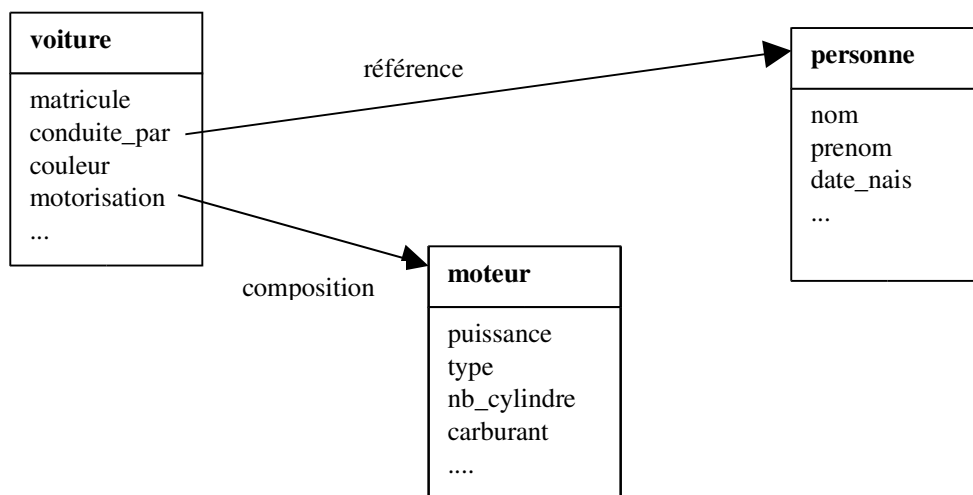 voiture
matricule
conduite_par
couleur
motorisation
...
référence
personne
nom
prenom
date_nais
...
composition
moteur
puissance
type
nb_cylindre
carburant
....